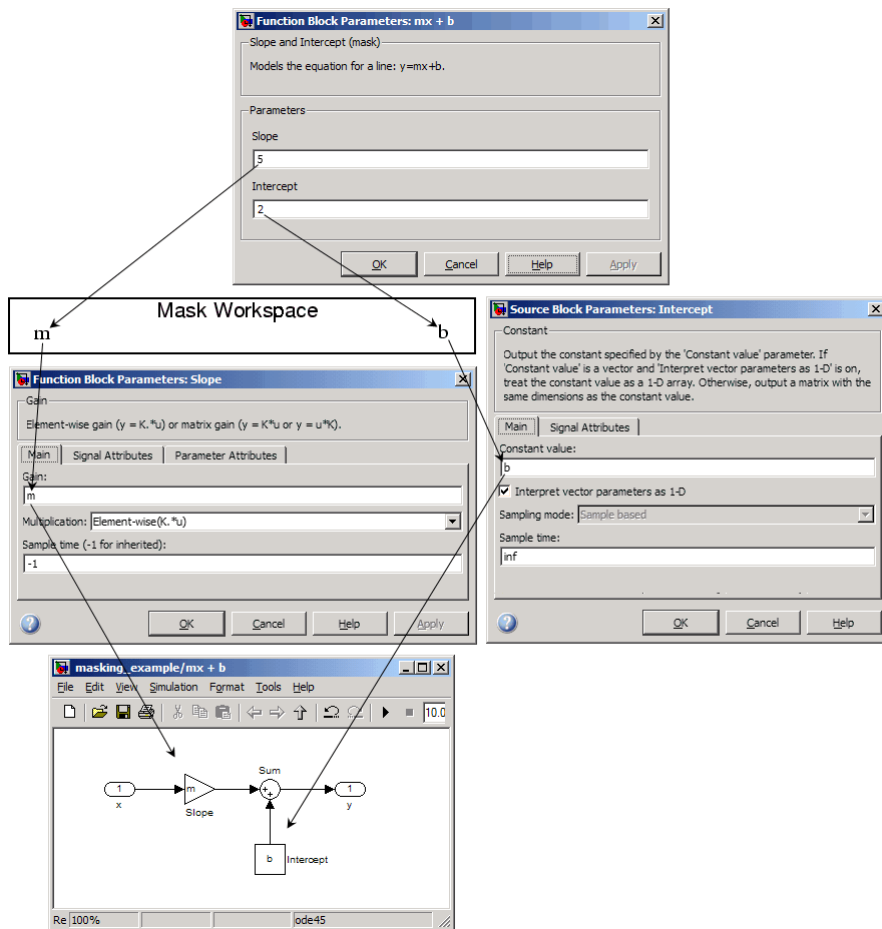 Function Block Parameters: mx + b
Slope and Intercept (mask)
Models the equation for a line: y=mx+b.
Parameters
Slope
5
Intercept
2
OK
Cancel
Help
Apply
Mask Workspace
m
b
Function Block Parameters: Slope
Gain
Element-wise gain (y = K.*u) or matrix gain (y = K*u or y = u*K).
Main
Signal Attributes
Parameter Attributes
Gain:
m
Multiplication: Element-wise(K.*u)
Sample time (-1 for inherited):
-1
OK
Cancel
Help
Apply
Source Block Parameters: Intercept
Constant
Output the constant specified by the 'Constant value' parameter. If
'Constant value' is a vector and 'Interpret vector parameters as 1-D' is on,
treat the constant value as a 1-D array. Otherwise, output a matrix with the
same dimensions as the constant value.
Main
Signal Attributes
Constant value:
b
Interpret vector parameters as 1-D
Sampling mode: Sample based
Sample time:
inf
OK
Cancel
Help
masking_example/mx + b
File Edit View Simulation Format Tools Help
10.0
1
x
m
Slope
Sum
1
y
b
Intercept
Re 100%
ode45